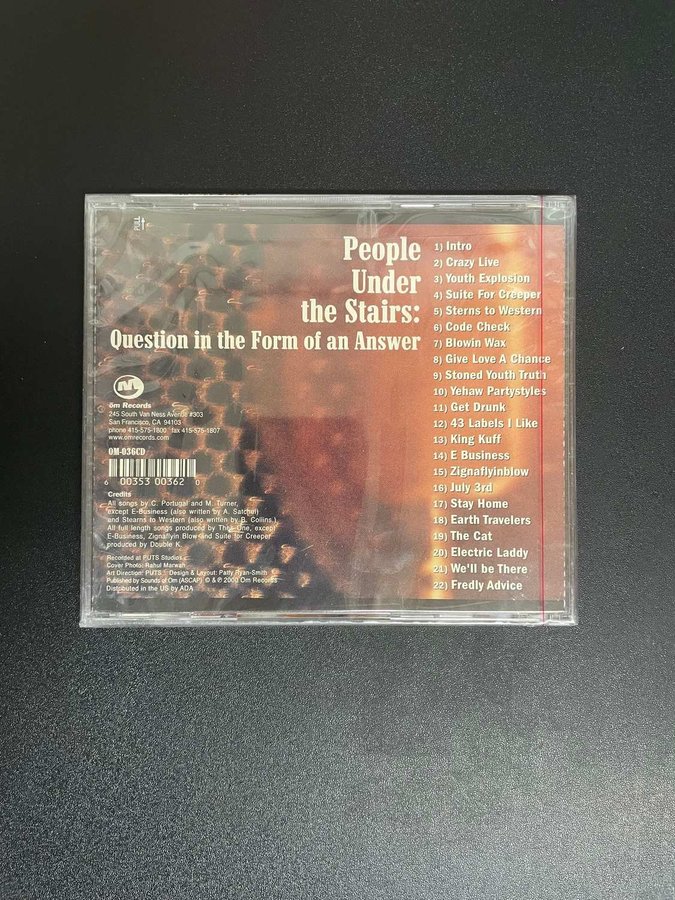 PULL
People
Under
the Stairs:
Question in the Form of an Answer
1) Intro
2) Crazy Live
3) Youth Explosion
4) Suite For Creeper
5) Sterns to Western
6) Code Check
7) Blowin Wax
8) Give Love A Chance
9) Stoned Youth Truth
10) Yehaw Partystyles
11) Get Drunk
12) 43 Labels I Like
13) King Kuff
14) E Business
15) Zignaflyinblow
16) July 3rd
17) Stay Home
18) Earth Travelers
19) The Cat
20) Electric Laddy
21) We'll be There
22) Fredly Advice
om
öm Records
245 South Van Ness Avenue #303
San Francisco, CA 94103
phone 415-575-1800 fax 415-575-1807
www.omrecords.com
OM-036CD
6 00353 00362 0
Credits
All songs by C. Portugal and M. Turner,
except E-Business (also written by A. Satchel)
and Stearns to Western (also written by B. Collins.)
All full length songs produced by Thes One, except
E-Business, Zignaflyin Blow and Suite for Creeper
produced by Double K.
Recorded at PUTS Studios
Cover Photo: Rahul Marwah
Art Direction: PUTS Design & Layout: Patty Ryan-Smith
Published by Sounds of Om (ASCAP) © & ℗ 2000 Om Records
Distributed in the US by ADA